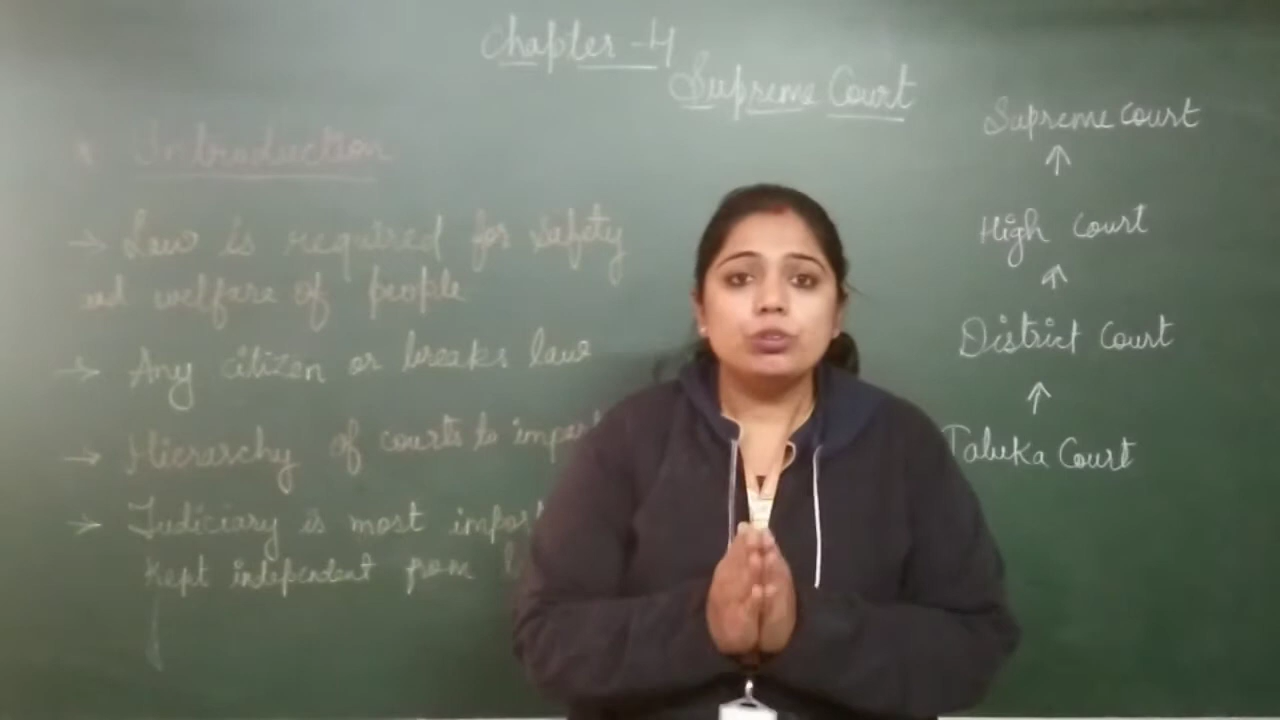 Chapter - 4
Supreme Court
* Introduction
→ Law is required for safety
and welfare of people
→ Any citizen or breaks law
→ Hierarchy of courts to
→ Judiciary is most
kept independent from
Supreme court
↑
High court
↑
District Court
↑
Taluka Court